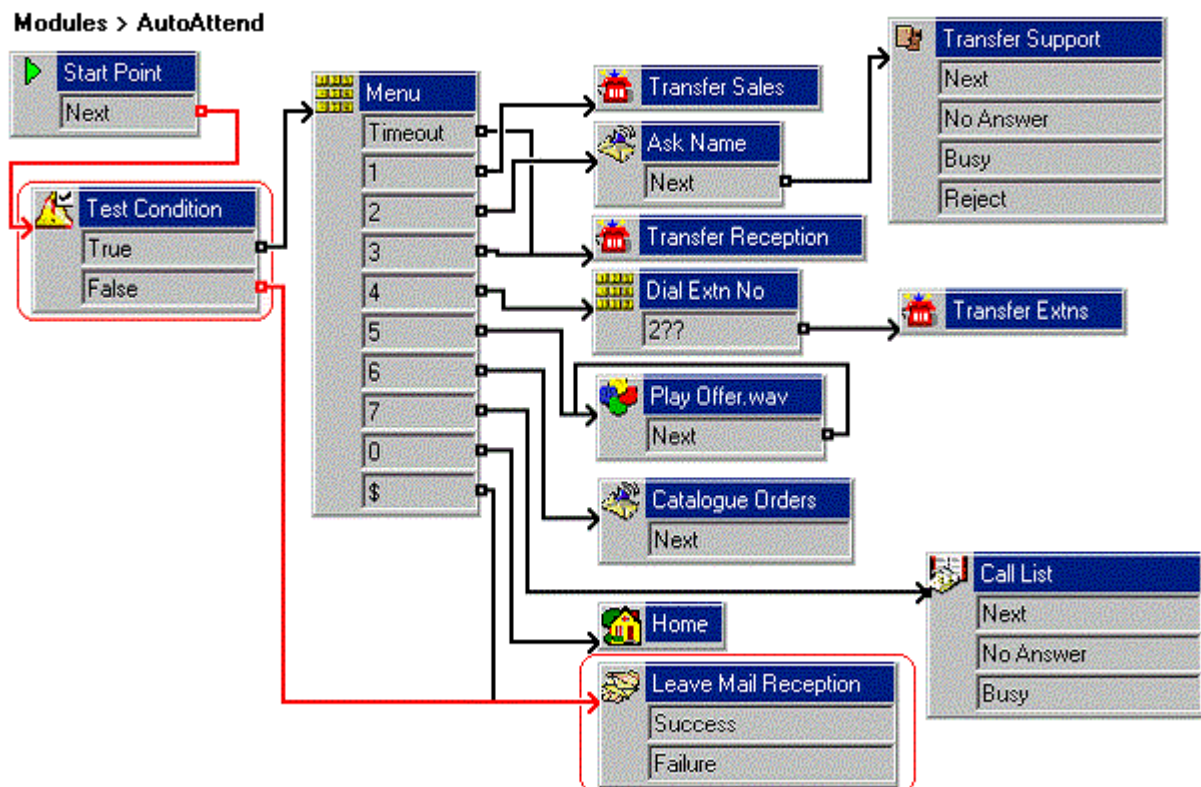 Modules > AutoAttend
Start Point
Next
Test Condition
True
False
Menu
Timeout
1
2
3
4
5
6
7
0
$
Transfer Sales
Ask Name
Next
Transfer Reception
Dial Extn No
2??
Play Offer.wav
Next
Catalogue Orders
Next
Home
Leave Mail Reception
Success
Failure
Transfer Support
Next
No Answer
Busy
Reject
Transfer Extns
Call List
Next
No Answer
Busy